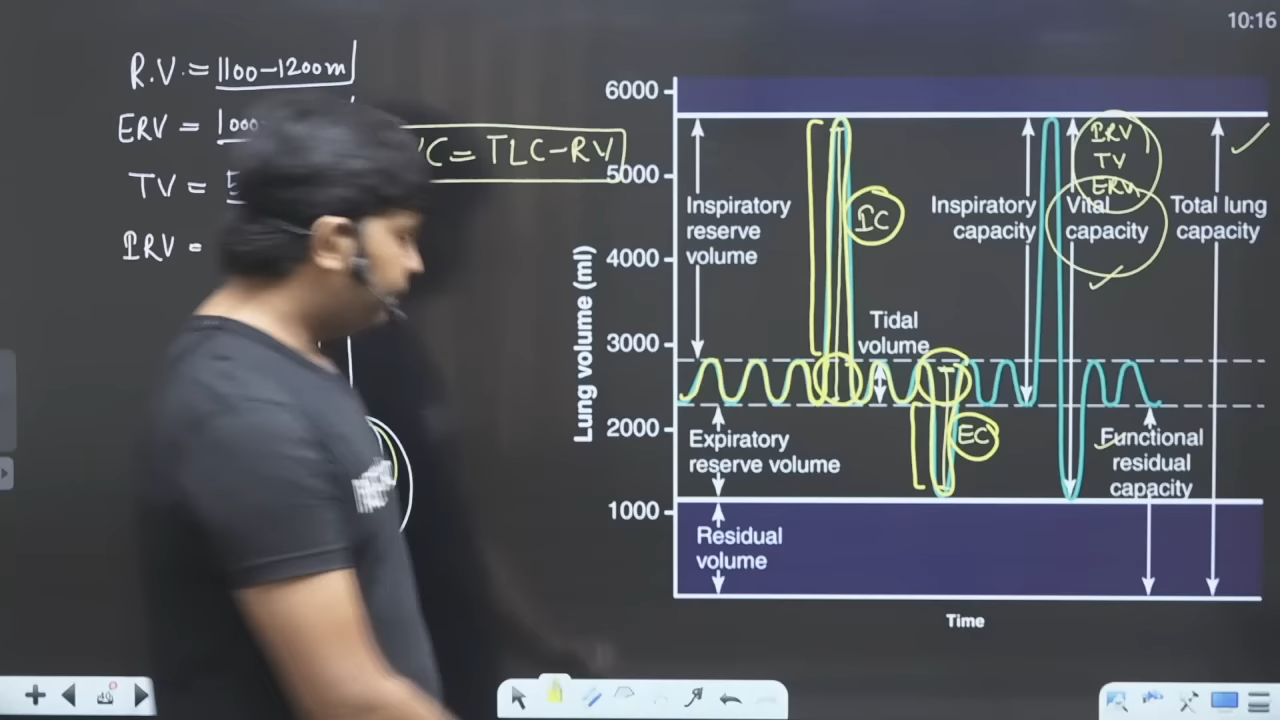 10:16
R.V. = 1100-1200ml
ERV = 1000
TV = 5
IRV =
VC = TLC-RV
6000
5000
4000
3000
2000
1000
Lung volume (ml)
Inspiratory
reserve
volume
IC
Tidal
volume
EC
Expiratory
reserve volume
Residual
volume
Inspiratory
capacity
IRV
TV
ERV
Vital
capacity
Total lung
capacity
Functional
residual
capacity
Time